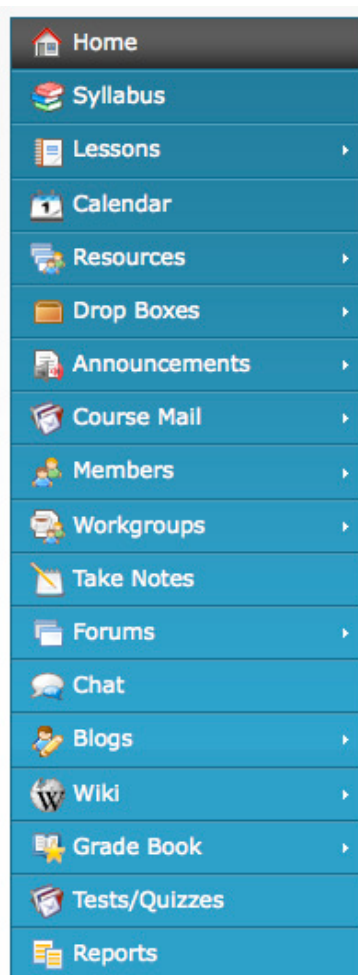 Home
Syllabus
Lessons
Calendar
Resources
Drop Boxes
Announcements
Course Mail
Members
Workgroups
Take Notes
Forums
Chat
Blogs
Wiki
Grade Book
Tests/Quizzes
Reports